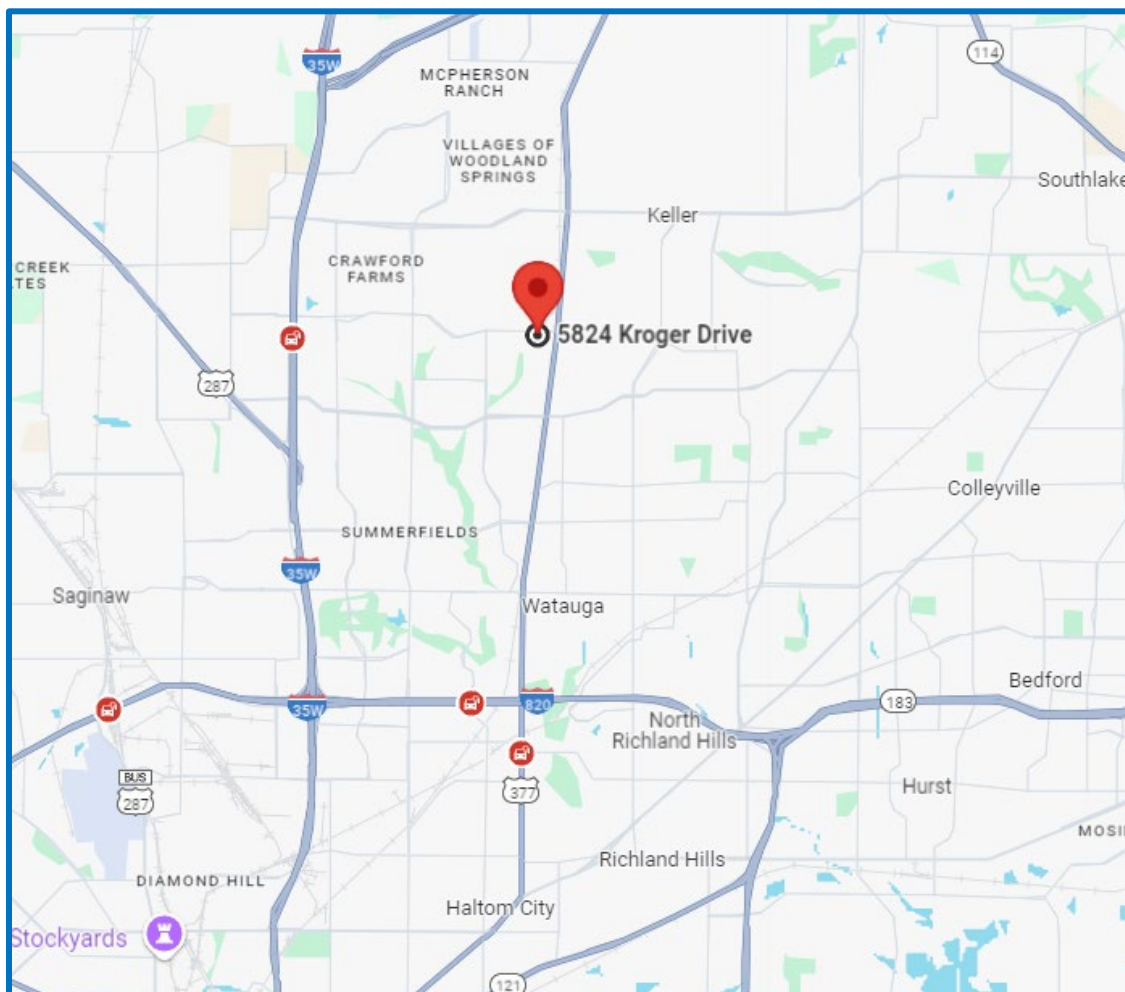 35W
114
MCPHERSON
RANCH
VILLAGES OF
WOODLAND
SPRINGS
Southlake
Keller
CREEK
TES
CRAWFORD
FARMS
5824 Kroger Drive
287
Colleyville
SUMMERFIELDS
35W
Saginaw
Watauga
Bedford
35W
820
183
North
Richland Hills
BUS
287
377
Hurst
MOSI
Richland Hills
DIAMOND HILL
Haltom City
Stockyards
121